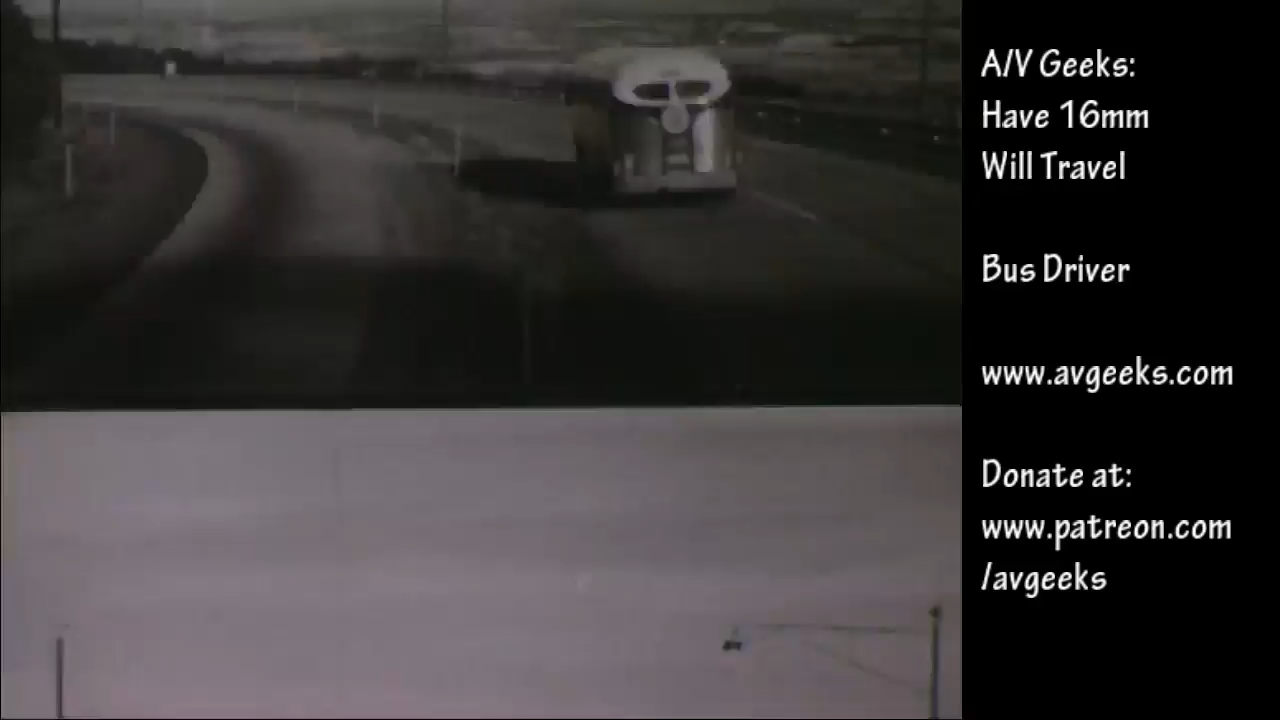 A/V Geeks:
Have 16mm
Will Travel
Bus Driver
www.avgeeks.com
Donate at:
www.patreon.com
/avgeeks